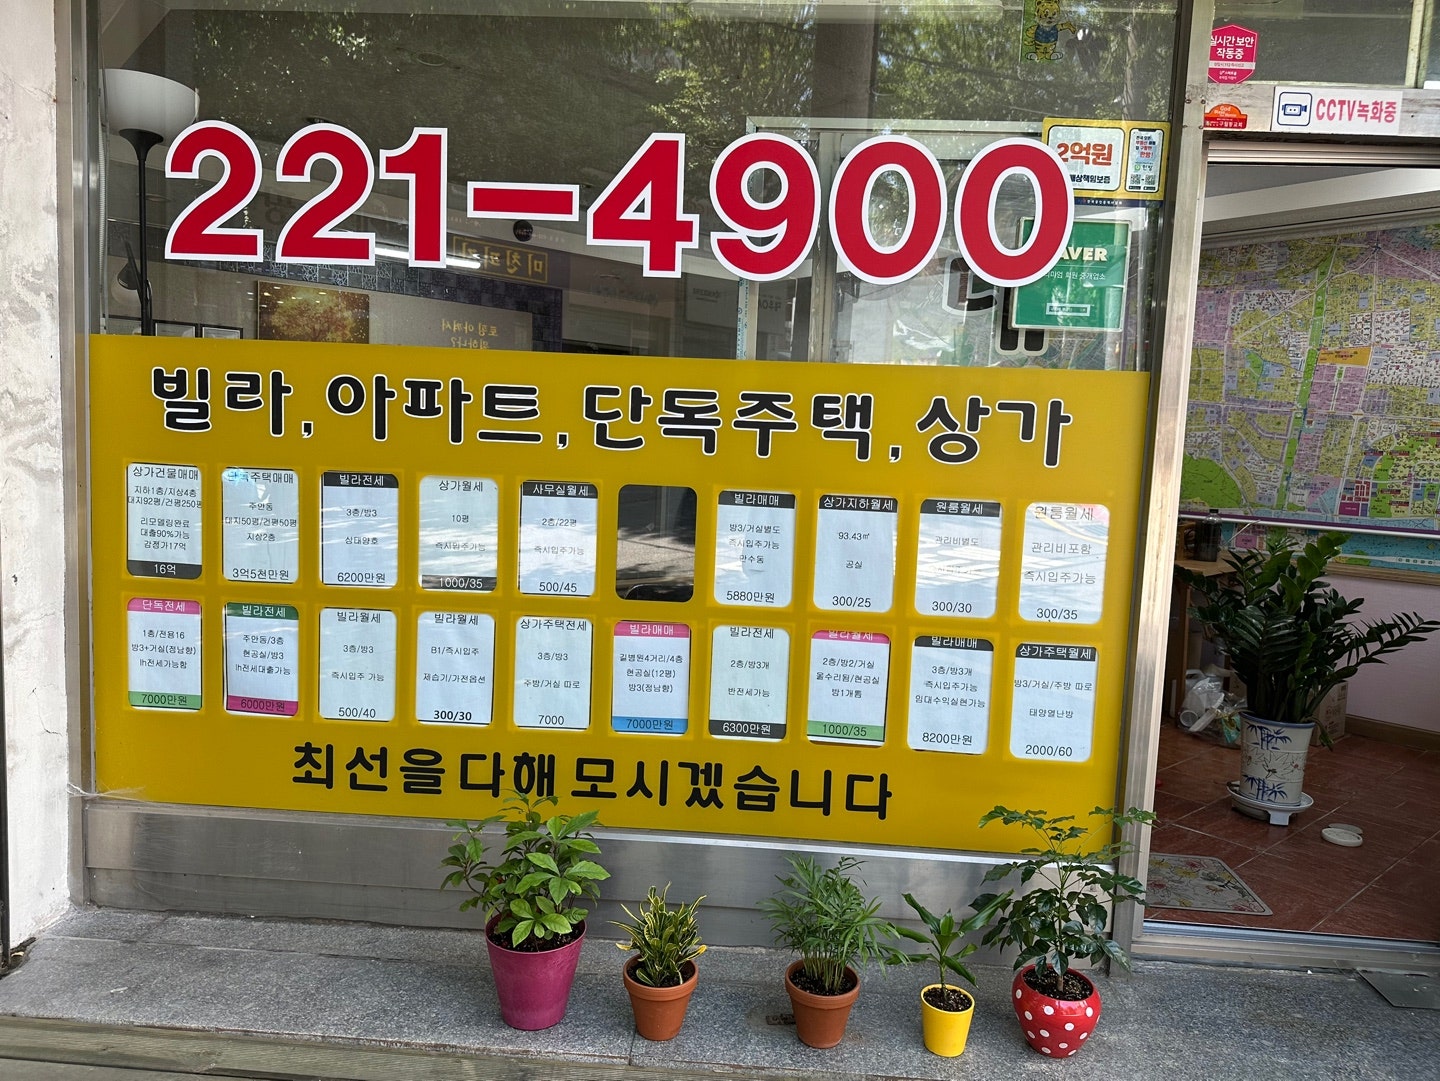 221-4900
실시간보안
작동중
CCTV녹화중
2억원
NAVER
빌라,아파트,단독주택,상가
상가건물매매
지하1층/지상4층
대지92평/건평250평
리모델링완료
대출90%가능
감정가17억
16억
단독주택매매
주안동
대지50평/건평50평
지상2층
3억5천만원
빌라전세
3층/방3
상태양호
6200만원
상가월세
10평
즉시입주가능
1000/35
사무실월세
2층/22평
즉시입주가능
500/45
빌라매매
방3/거실별도
즉시입주가능
만수동
5880만원
상가지하월세
93.43㎡
공실
300/25
원룸월세
관리비별도
300/30
원룸월세
관리비포함
즉시입주가능
300/35
단독전세
1층/전용16
방3+거실(정남향)
lh전세가능함
7000만원
빌라전세
주안동/3층
현공실/방3
lh전세대출가능
6000만원
빌라월세
3층/방3
즉시입주 가능
500/40
빌라월세
B1/즉시입주
제습기/가전옵션
300/30
상가주택전세
3층/방3
주방/거실 따로
7000
빌라매매
길병원4거리/4층
현공실(12평)
방3(정남향)
7000만원
빌라전세
2층/방3개
반전세가능
6300만원
빌라월세
2층/방2/거실
올수리됨/현공실
방1개톰
1000/35
빌라매매
3층/방3개
즉시입주가능
임대수익실현가능
8200만원
상가주택월세
방3/거실/주방 따로
태양열난방
2000/60
최선을다해 모시겠습니다